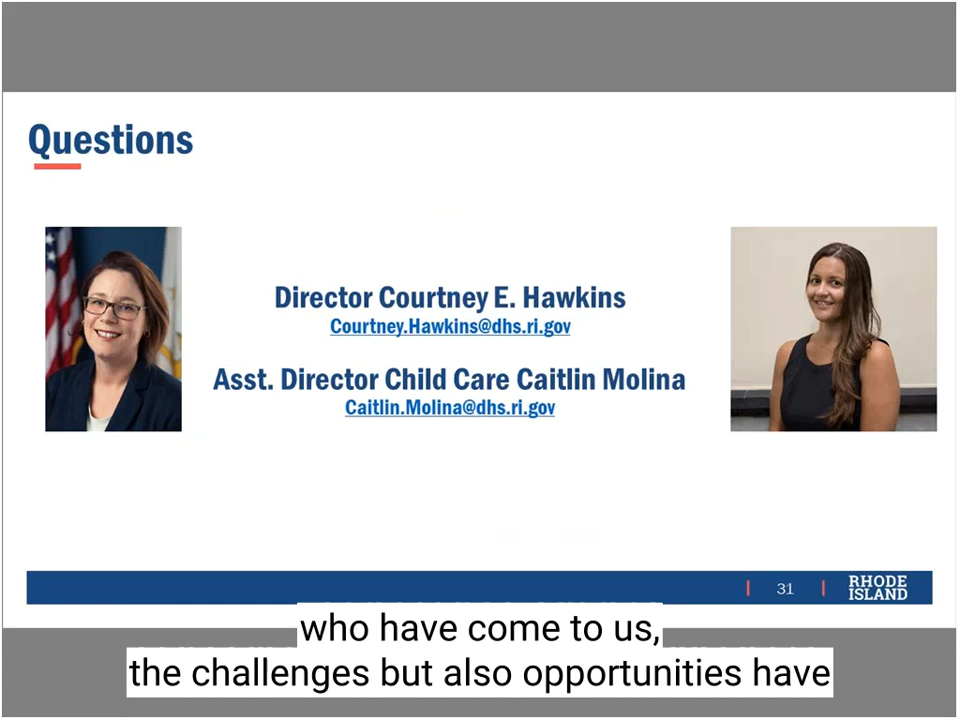 Questions
Director Courtney E. Hawkins
Courtney.Hawkins@dhs.ri.gov
Asst. Director Child Care Caitlin Molina
Caitlin.Molina@dhs.ri.gov
31
RHODE
ISLAND
who have come to us,
the challenges but also opportunities have